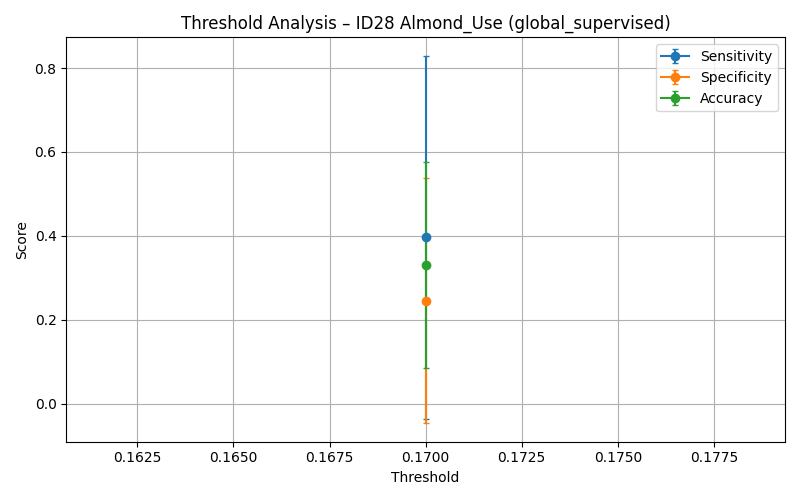 Threshold Analysis – ID28 Almond_Use (global_supervised)
Sensitivity
Specificity
Accuracy
Score
0.8
0.6
0.4
0.2
0.0
0.1625 0.1650 0.1675 0.1700 0.1725 0.1750 0.1775
Threshold